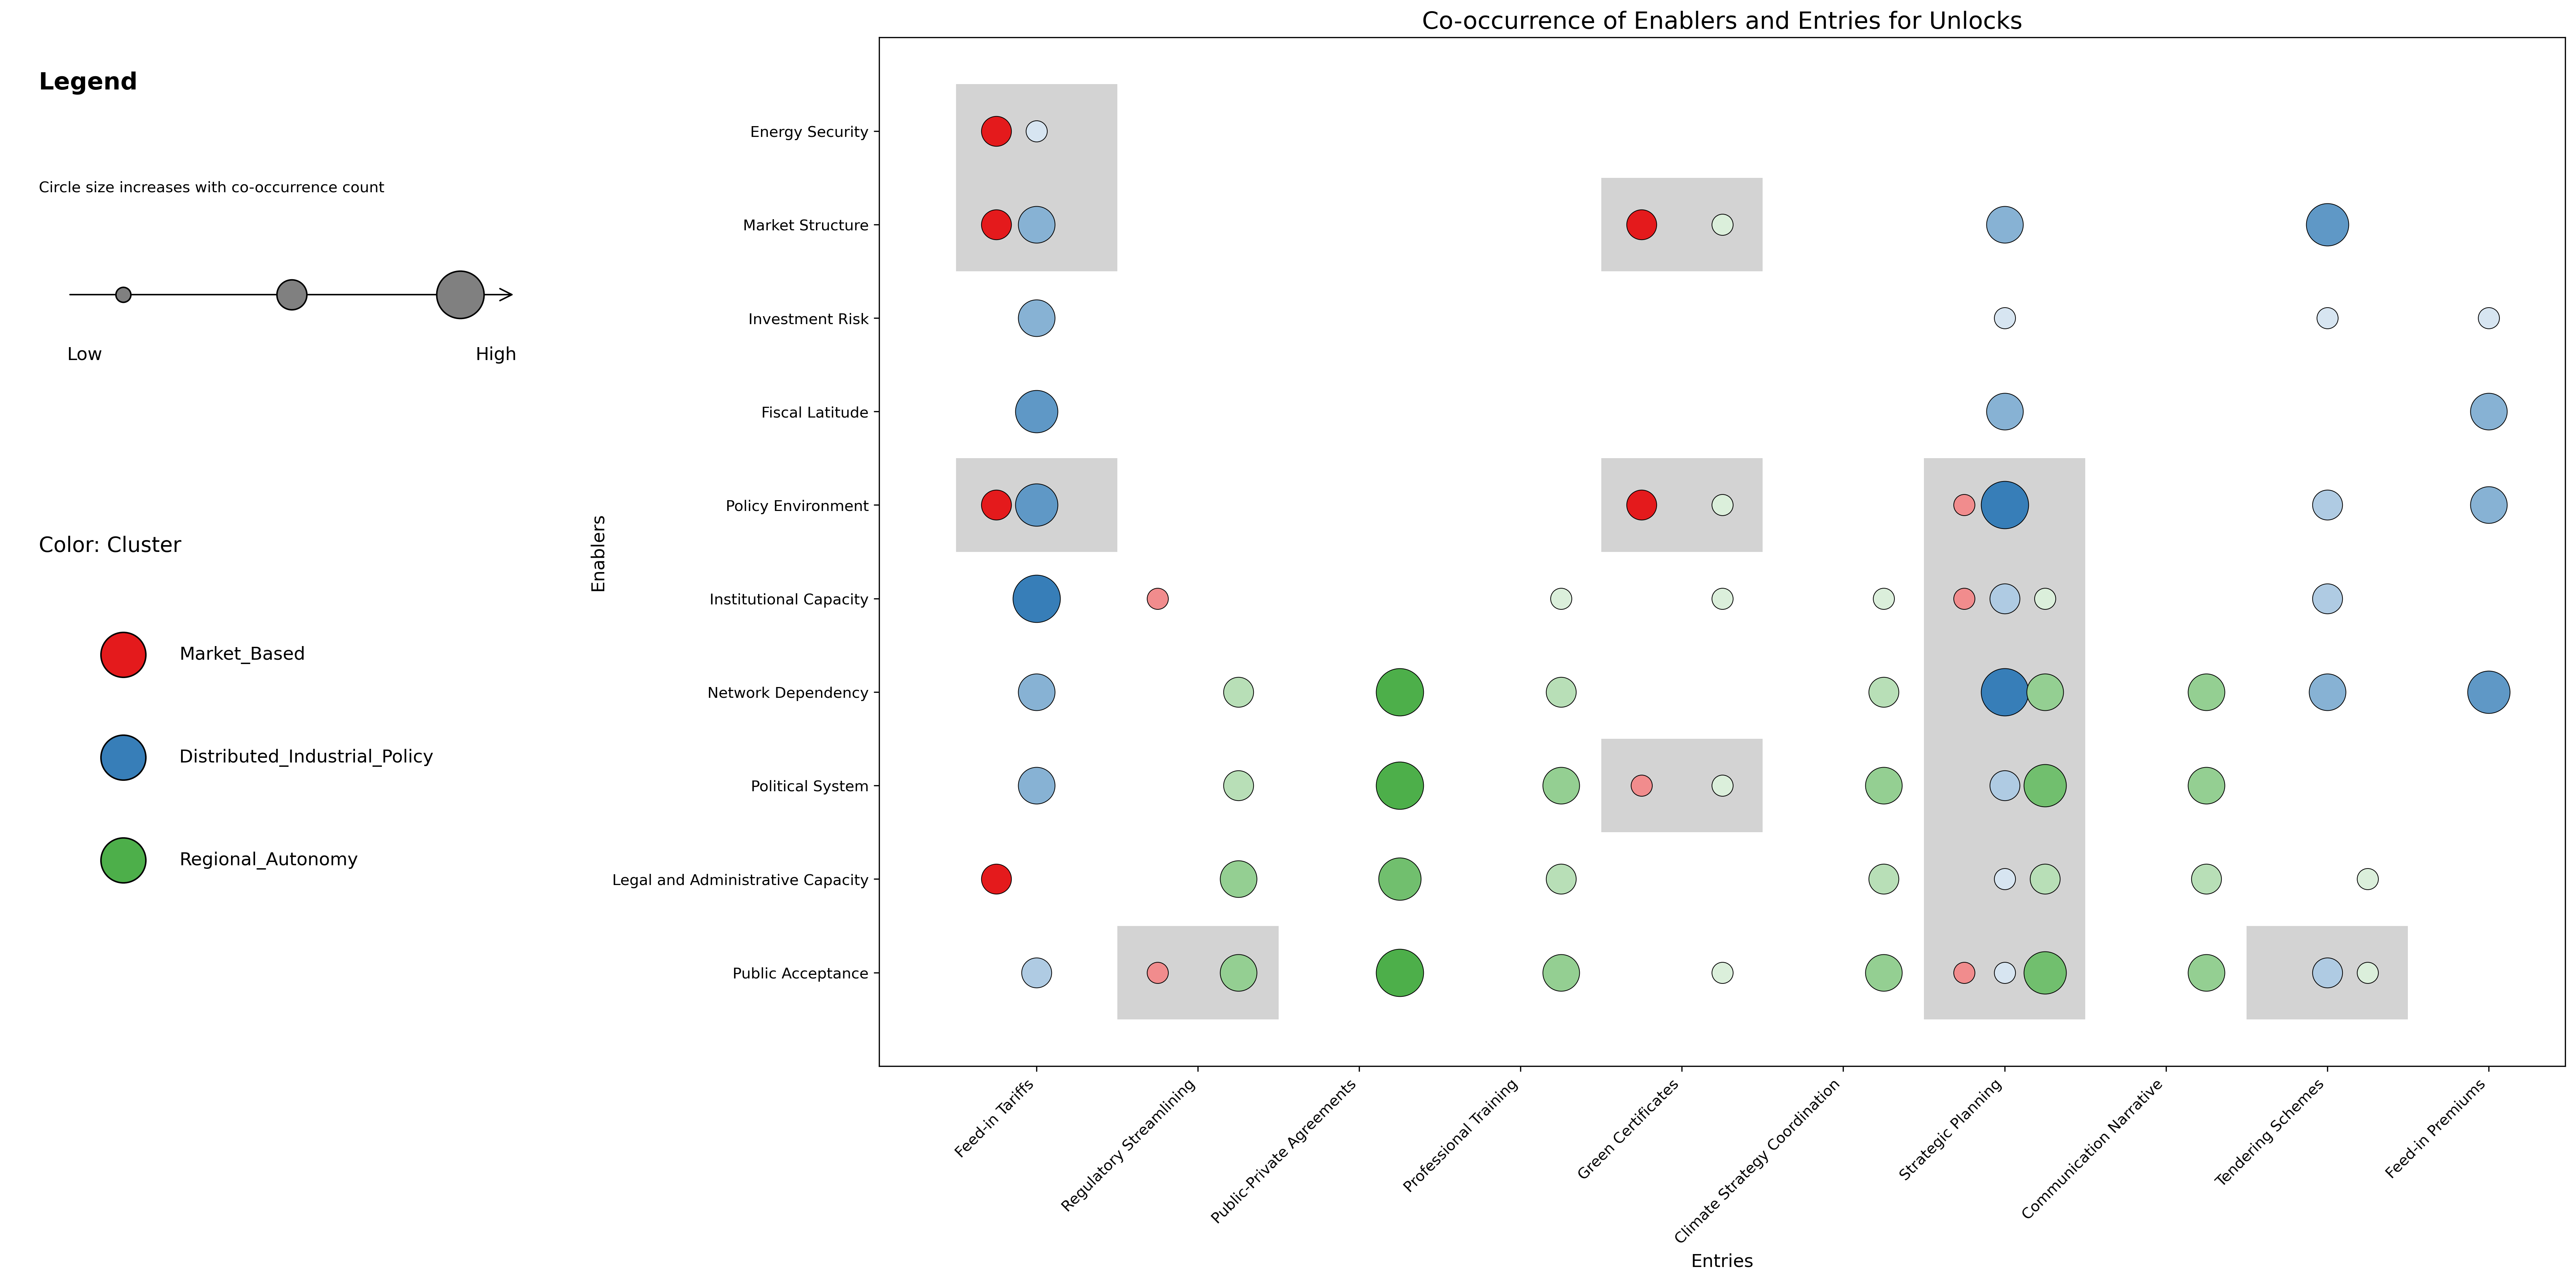 Co-occurrence of Enablers and Entries for Unlocks
Legend
Circle size increases with co-occurrence count
Low
High
Color: Cluster
Market_Based
Distributed_Industrial_Policy
Regional_Autonomy
Enablers
Energy Security
Market Structure
Investment Risk
Fiscal Latitude
Policy Environment
Institutional Capacity
Network Dependency
Political System
Legal and Administrative Capacity
Public Acceptance
Feed-in Tariffs
Regulatory Streamlining
Public-Private Agreements
Professional Training
Green Certificates
Climate Strategy Coordination
Strategic Planning
Communication Narrative
Tendering Schemes
Feed-in Premiums
Entries